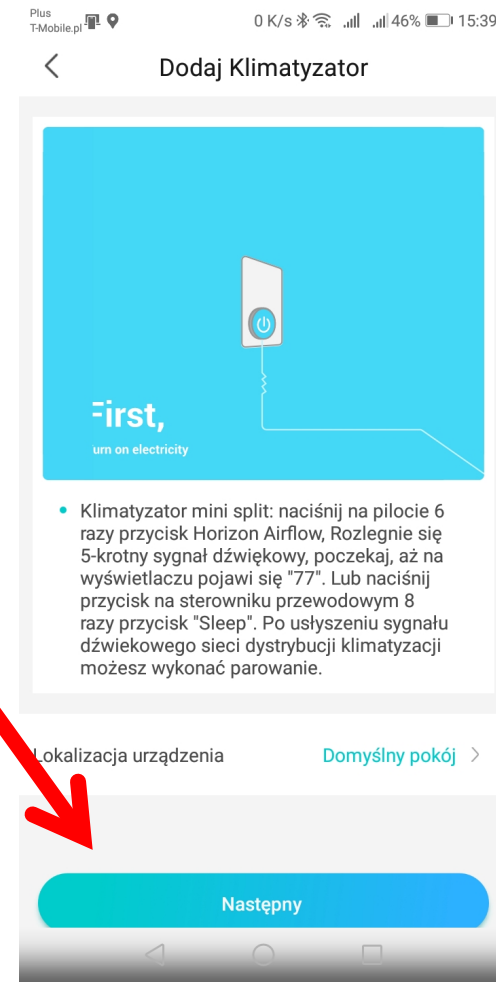 Plus
T-Mobile.pl 0 K/s 46% 15:39
Dodaj Klimatyzator
First,
urn on electricity
Klimatyzator mini split: naciśnij na pilocie 6
razy przycisk Horizon Airflow, Rozlegnie się
5-krotny sygnał dźwiękowy, poczekaj, aż na
wyświetlaczu pojawi się "77". Lub naciśnij
przycisk na sterowniku przewodowym 8
razy przycisk "Sleep". Po usłyszeniu sygnału
dźwiekowego sieci dystrybucji klimatyzacji
możesz wykonać parowanie.
Lokalizacja urządzenia Domyślny pokój
Następny